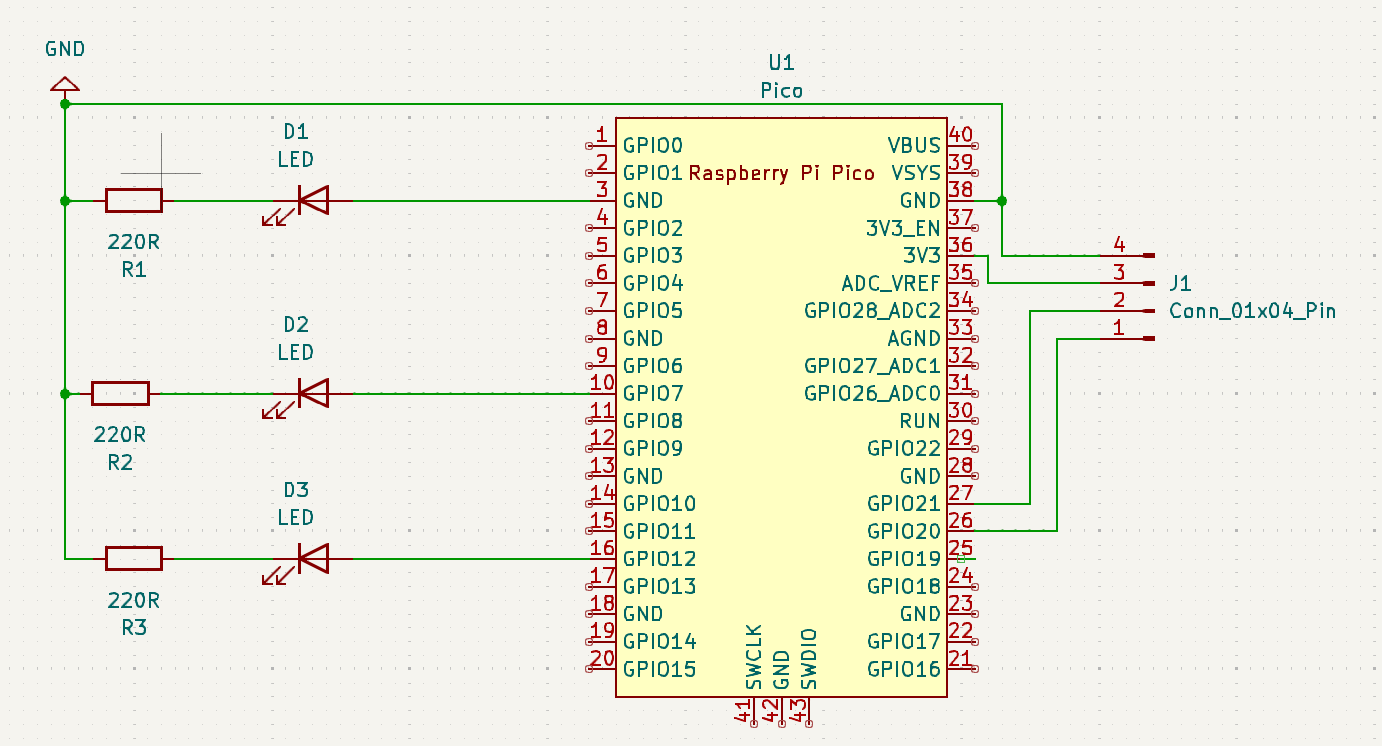 GND
U1
Pico
D1
LED
220R
R1
D2
LED
220R
R2
D3
LED
220R
R3
Raspberry Pi Pico
1 GPIO0
2 GPIO1
3 GND
4 GPIO2
5 GPIO3
6 GPIO4
7 GPIO5
8 GND
9 GPIO6
10 GPIO7
11 GPIO8
12 GPIO9
13 GND
14 GPIO10
15 GPIO11
16 GPIO12
17 GPIO13
18 GND
19 GPIO14
20 GPIO15
VBUS 40
VSYS 39
GND 38
3V3_EN 37
3V3 36
ADC_VREF 35
GPIO28_ADC2 34
AGND 33
GPIO27_ADC1 32
GPIO26_ADC0 31
RUN 30
GPIO22 29
GND 28
GPIO21 27
GPIO20 26
GPIO19 25
GPIO18 24
GND 23
GPIO17 22
GPIO16 21
SWCLK 41
GND 42
SWDIO 43
4
3
2
1
J1
Conn_01x04_Pin